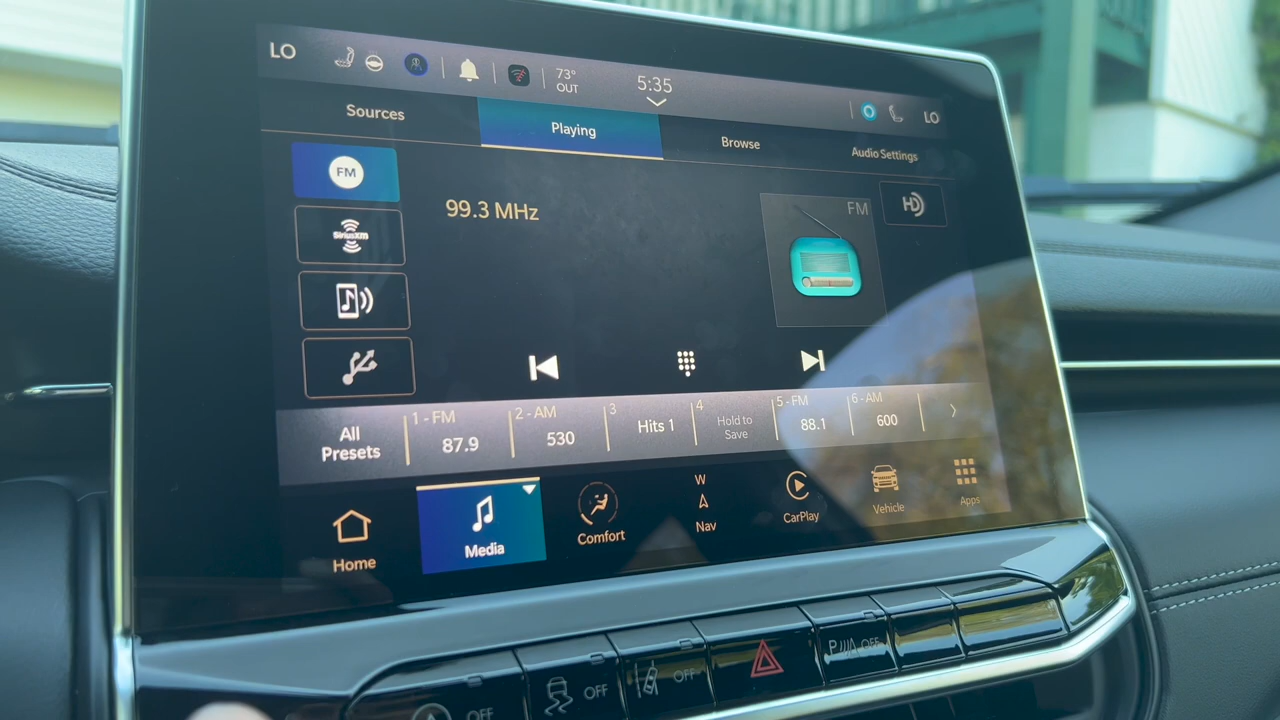 LO
73°
OUT
5:35
LO
Sources
Playing
Browse
Audio Settings
FM
99.3 MHz
FM
HD
SiriusXM
All
Presets
1 - FM
87.9
2 - AM
530
3
Hits 1
4
Hold to
Save
5 - FM
88.1
6 - AM
600
Home
Media
Comfort
W
Nav
CarPlay
Vehicle
Apps
OFF
OFF
OFF
P OFF